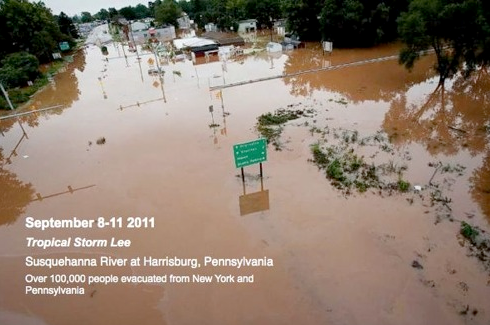 September 8-11 2011
Tropical Storm Lee
Susquehanna River at Harrisburg, Pennsylvania
Over 100,000 people evacuated from New York and
Pennsylvania